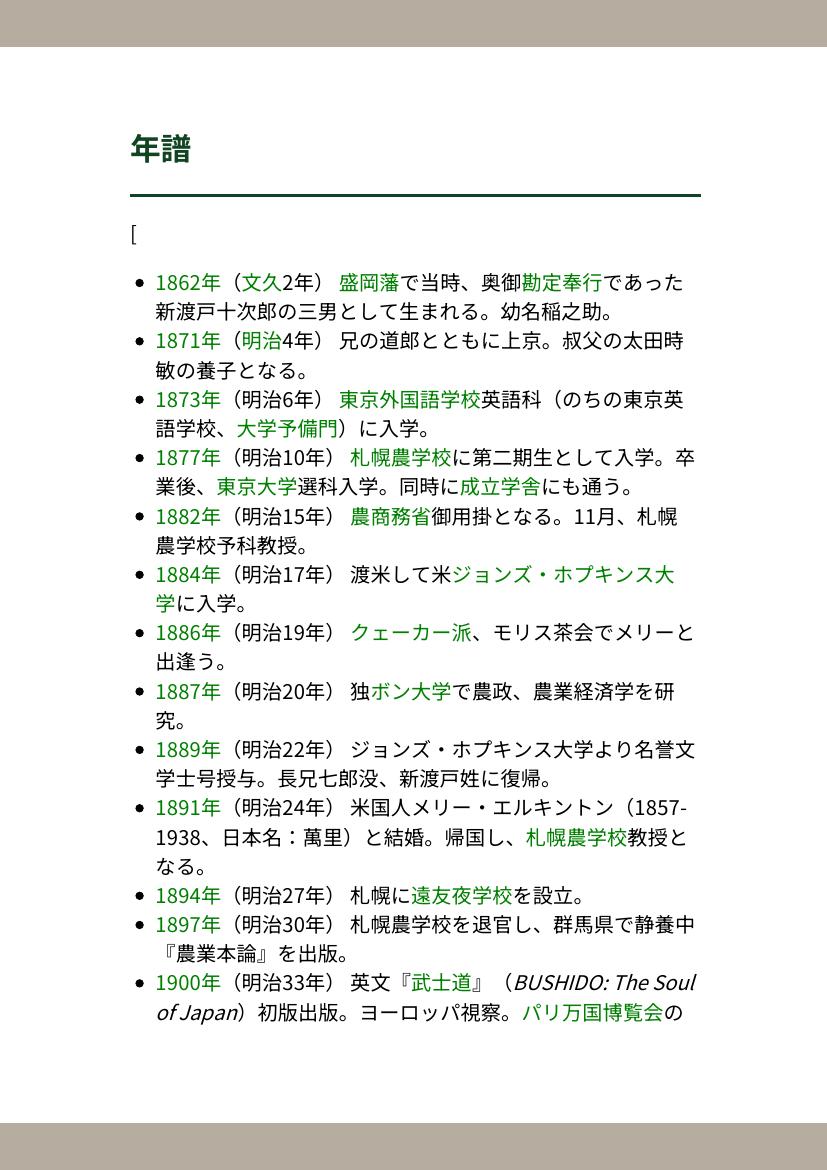 年譜
[
• 1862年（文久2年） 盛岡藩で当時、奥御勘定奉行であった
新渡戸十次郎の三男として生まれる。幼名稲之助。
• 1871年（明治4年） 兄の道郎とともに上京。叔父の太田時
敏の養子となる。
• 1873年（明治6年） 東京外国語学校英語科（のちの東京英
語学校、大学予備門）に入学。
• 1877年（明治10年） 札幌農学校に第二期生として入学。卒
業後、東京大学選科入学。同時に成立学舎にも通う。
• 1882年（明治15年） 農商務省御用掛となる。11月、札幌
農学校予科教授。
• 1884年（明治17年） 渡米して米ジョンズ・ホプキンス大
学に入学。
• 1886年（明治19年） クェーカー派、モリス茶会でメリーと
出逢う。
• 1887年（明治20年） 独ボン大学で農政、農業経済学を研
究。
• 1889年（明治22年） ジョンズ・ホプキンス大学より名誉文
学士号授与。長兄七郎没、新渡戸姓に復帰。
• 1891年（明治24年） 米国人メリー・エルキントン（1857-
1938、日本名：萬里）と結婚。帰国し、札幌農学校教授と
なる。
• 1894年（明治27年） 札幌に遠友夜学校を設立。
• 1897年（明治30年） 札幌農学校を退官し、群馬県で静養中
『農業本論』を出版。
• 1900年（明治33年） 英文『武士道』（BUSHIDO: The Soul
of Japan）初版出版。ヨーロッパ視察。パリ万国博覧会の